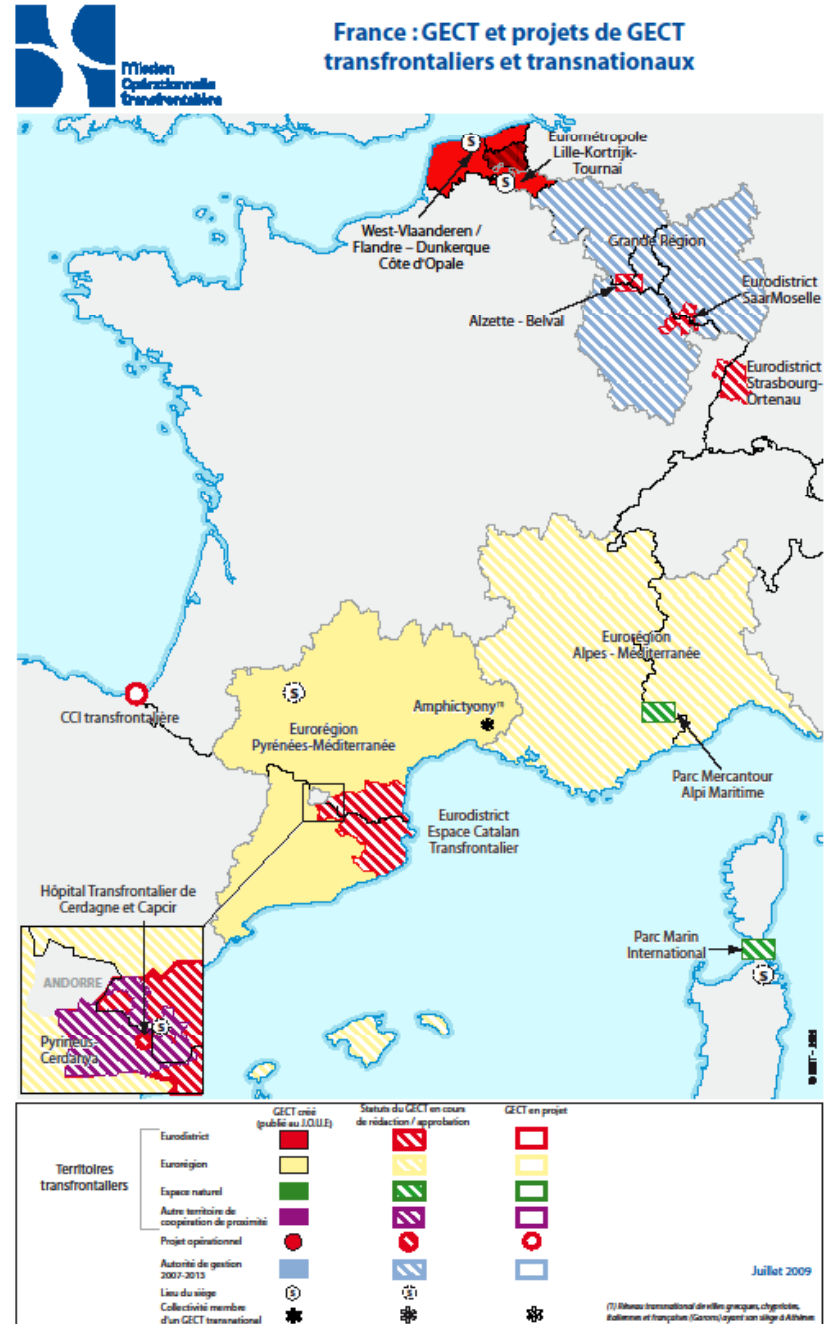 Mission
Opérationnelle
Transfrontalière
France : GECT et projets de GECT
transfrontaliers et transnationaux
Eurométropole
Lille-Kortrijk-
Tournai
S
S
West-Vlaanderen /
Flandre – Dunkerque
Côte d'Opale
Grande Région
Eurodistrict
SaarMoselle
Alzette - Belval
Eurodistrict
Strasbourg-
Ortenau
Eurorégion
Alpes - Méditerranée
S
CCI transfrontalière
Amphictyony(1)
Eurorégion
Pyrénées-Méditerranée
Parc Mercantour
Alpi Maritime
Eurodistrict
Espace Catalan
Transfrontalier
Hôpital Transfrontalier de
Cerdagne et Capcir
Parc Marin
International
S
ANDORRE
S
Pyrineus-
Cerdanya
GECT créé
(publié au J.O.U.E)
Statuts du GECT en cours
de rédaction / approbation
GECT en projet
Territoires
transfrontaliers
Eurodistrict
Eurorégion
Espace naturel
Autre territoire de
coopération de proximité
Projet opérationnel
Autorité de gestion
2007-2013
Juillet 2009
Lieu du siège
S
S
Collectivité membre
d'un GECT transnational
(1) Réseau transnational de villes grecques, chypriotes,
italiennes et françaises (Garons) ayant son siège à Athènes